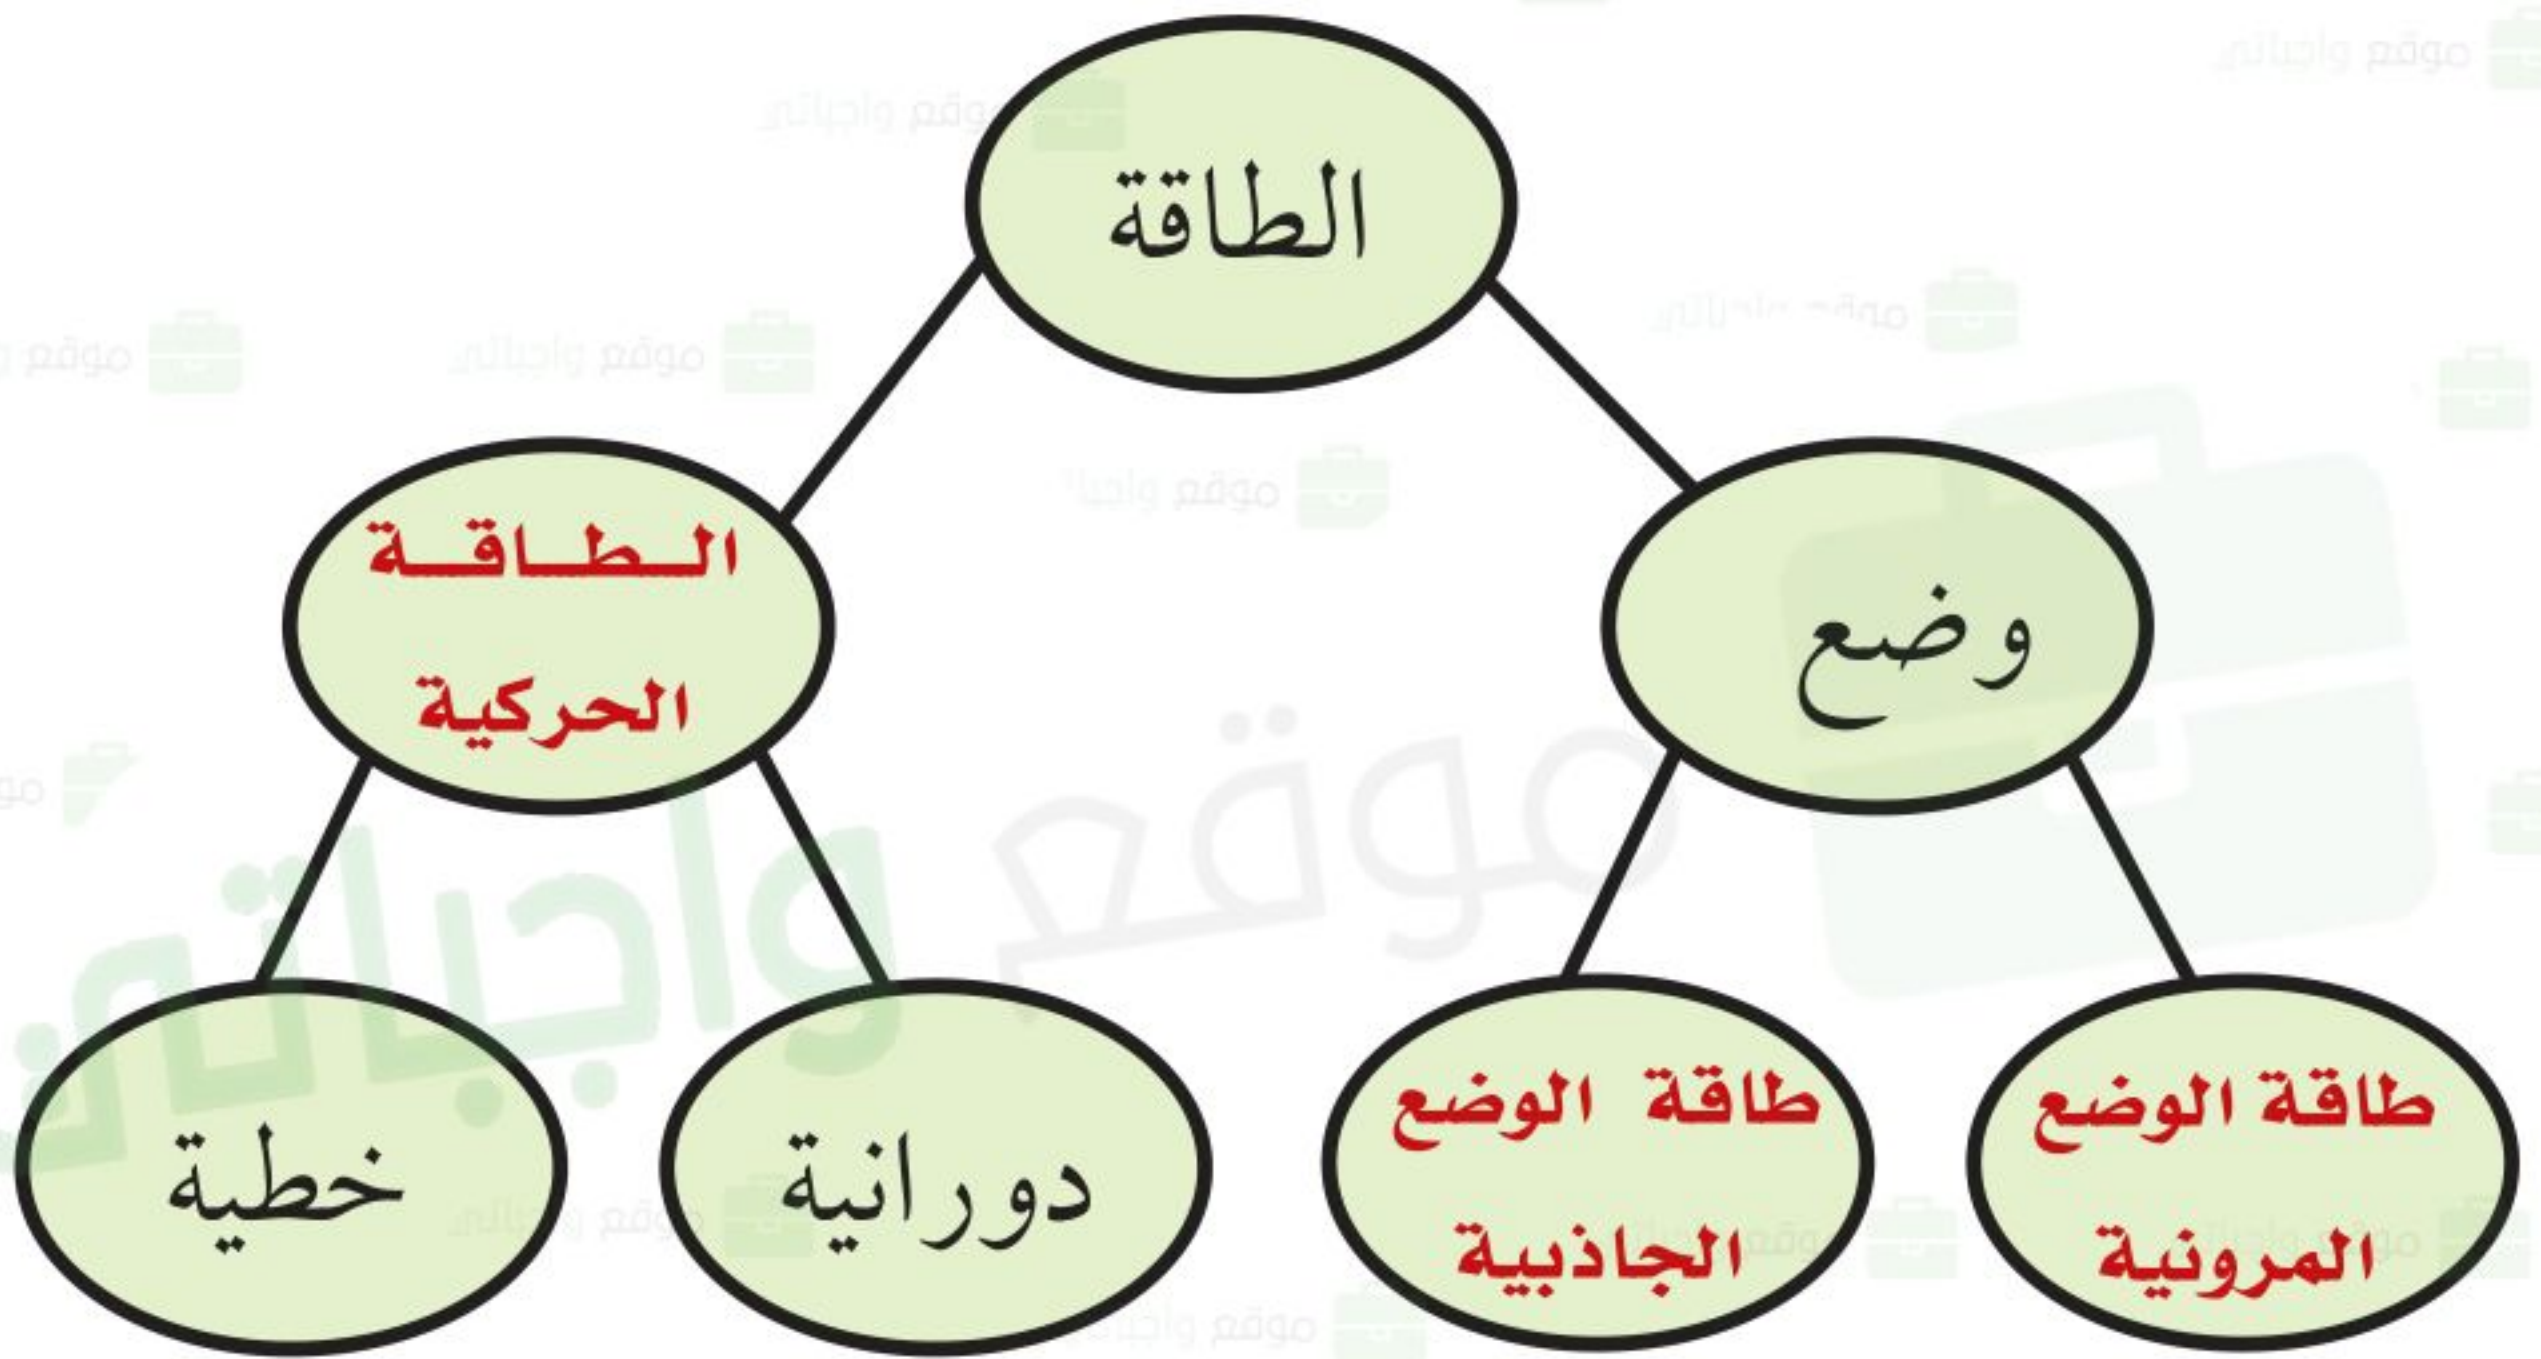 الطاقة
وضع
الطاقة
الحركية
طاقة الوضع
المرونية
طاقة الوضع
الجاذبية
دورانية
خطية
موقع واجباتي